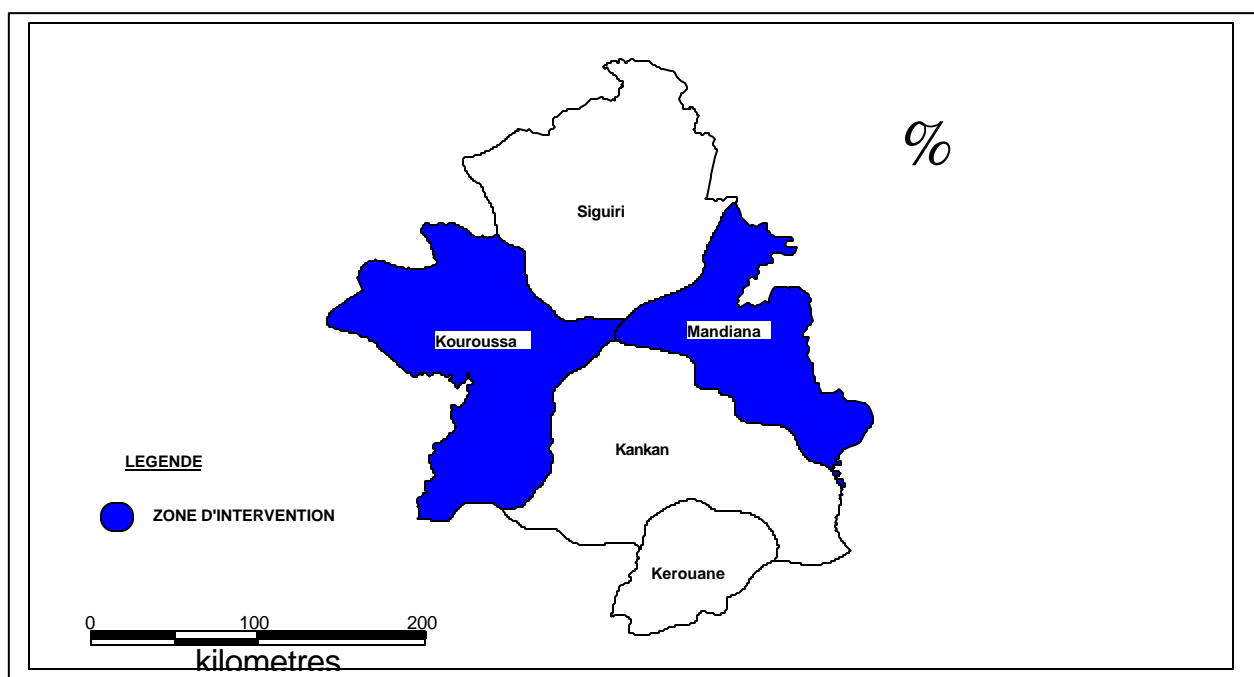 %
Siguiri
Kouroussa
Mandiana
Kankan
LEGENDE
ZONE D'INTERVENTION
Kerouane
0 100 200
kilometres